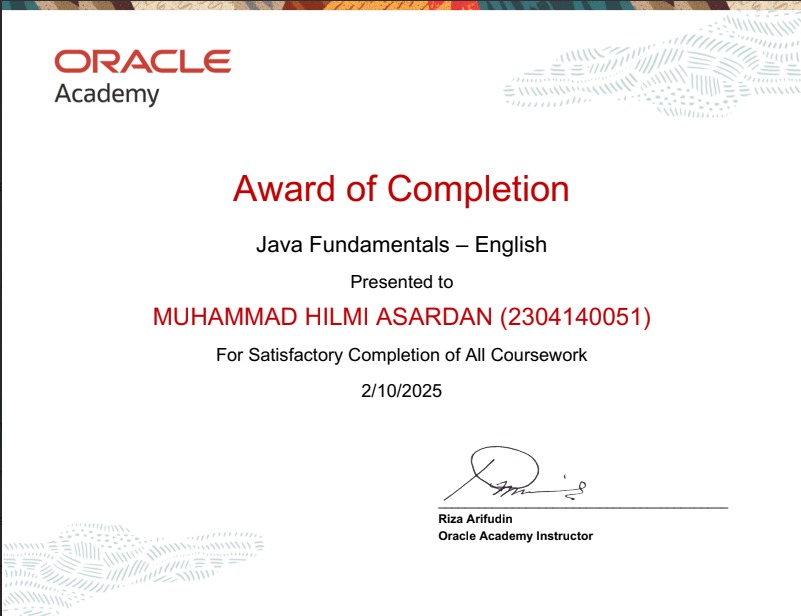 ORACLE
Academy
Award of Completion
Java Fundamentals – English
Presented to
MUHAMMAD HILMI ASARDAN (2304140051)
For Satisfactory Completion of All Coursework
2/10/2025
Riza Arifudin
Oracle Academy Instructor